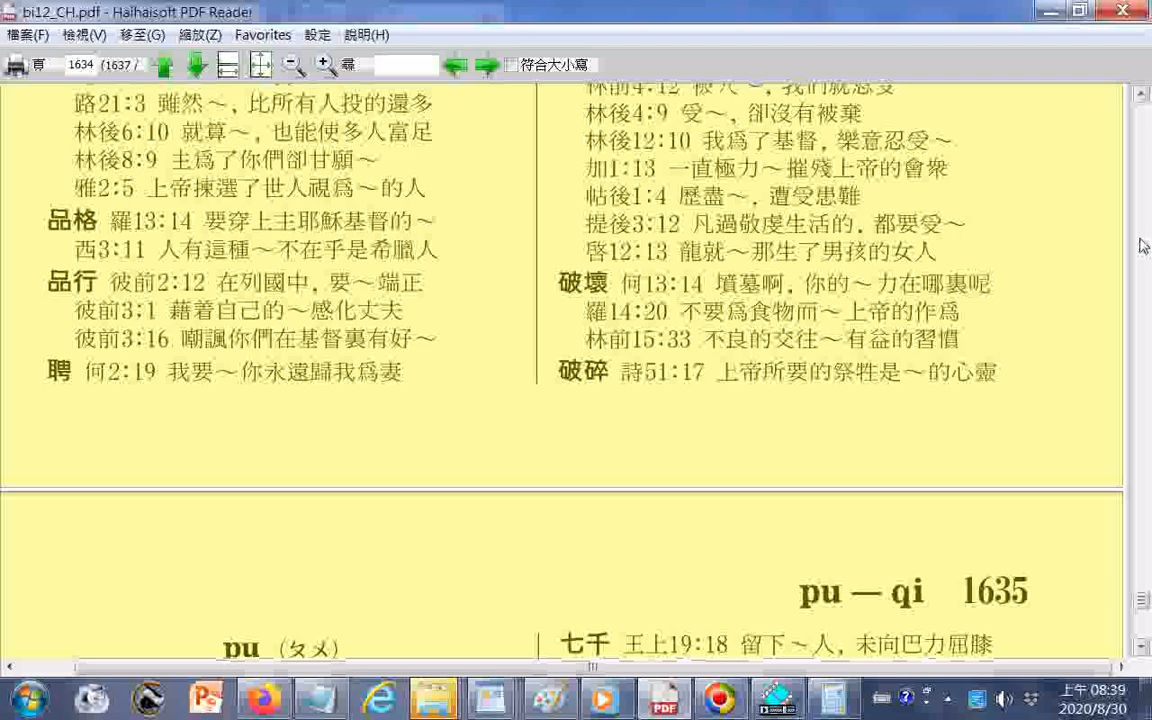 bi12_CH.pdf - Haihaisoft PDF Reader
檔案(F) 檢視(V) 移至(G) 縮放(Z) Favorites 設定 說明(H)
頁 1634 (1637 / 尋 符合大小寫
路21:3 雖然～, 比所有人投的還多
林後6:10 就算～, 也能使多人富足
林後8:9 主爲了你們卻甘願～
雅2:5 上帝揀選了世人視爲～的人
品格 羅13:14 要穿上主耶穌基督的～
西3:11 人有這種～不在乎是希臘人
品行 彼前2:12 在列國中, 要～端正
彼前3:1 藉着自己的～感化丈夫
彼前3:16 嘲諷你們在基督裏有好～
聘 何2:19 我要～你永遠歸我爲妻
林前4:12
林後4:9 受～, 卻沒有被棄
林後12:10 我爲了基督, 樂意忍受～
加1:13 一直極力～摧殘上帝的會衆
帖後1:4 歷盡～, 遭受患難
提後3:12 凡過敬虔生活的, 都要受～
啓12:13 龍就～那生了男孩的女人
破壞 何13:14 墳墓啊, 你的～力在哪裏呢
羅14:20 不要爲食物而～上帝的作爲
林前15:33 不良的交往～有益的習慣
破碎 詩51:17 上帝所要的祭牲是～的心靈
pu — qi 1635
pu (ㄆㄨ)
七千 王上19:18 留下～人, 未向巴力屈膝
上午 08:39
2020/8/30